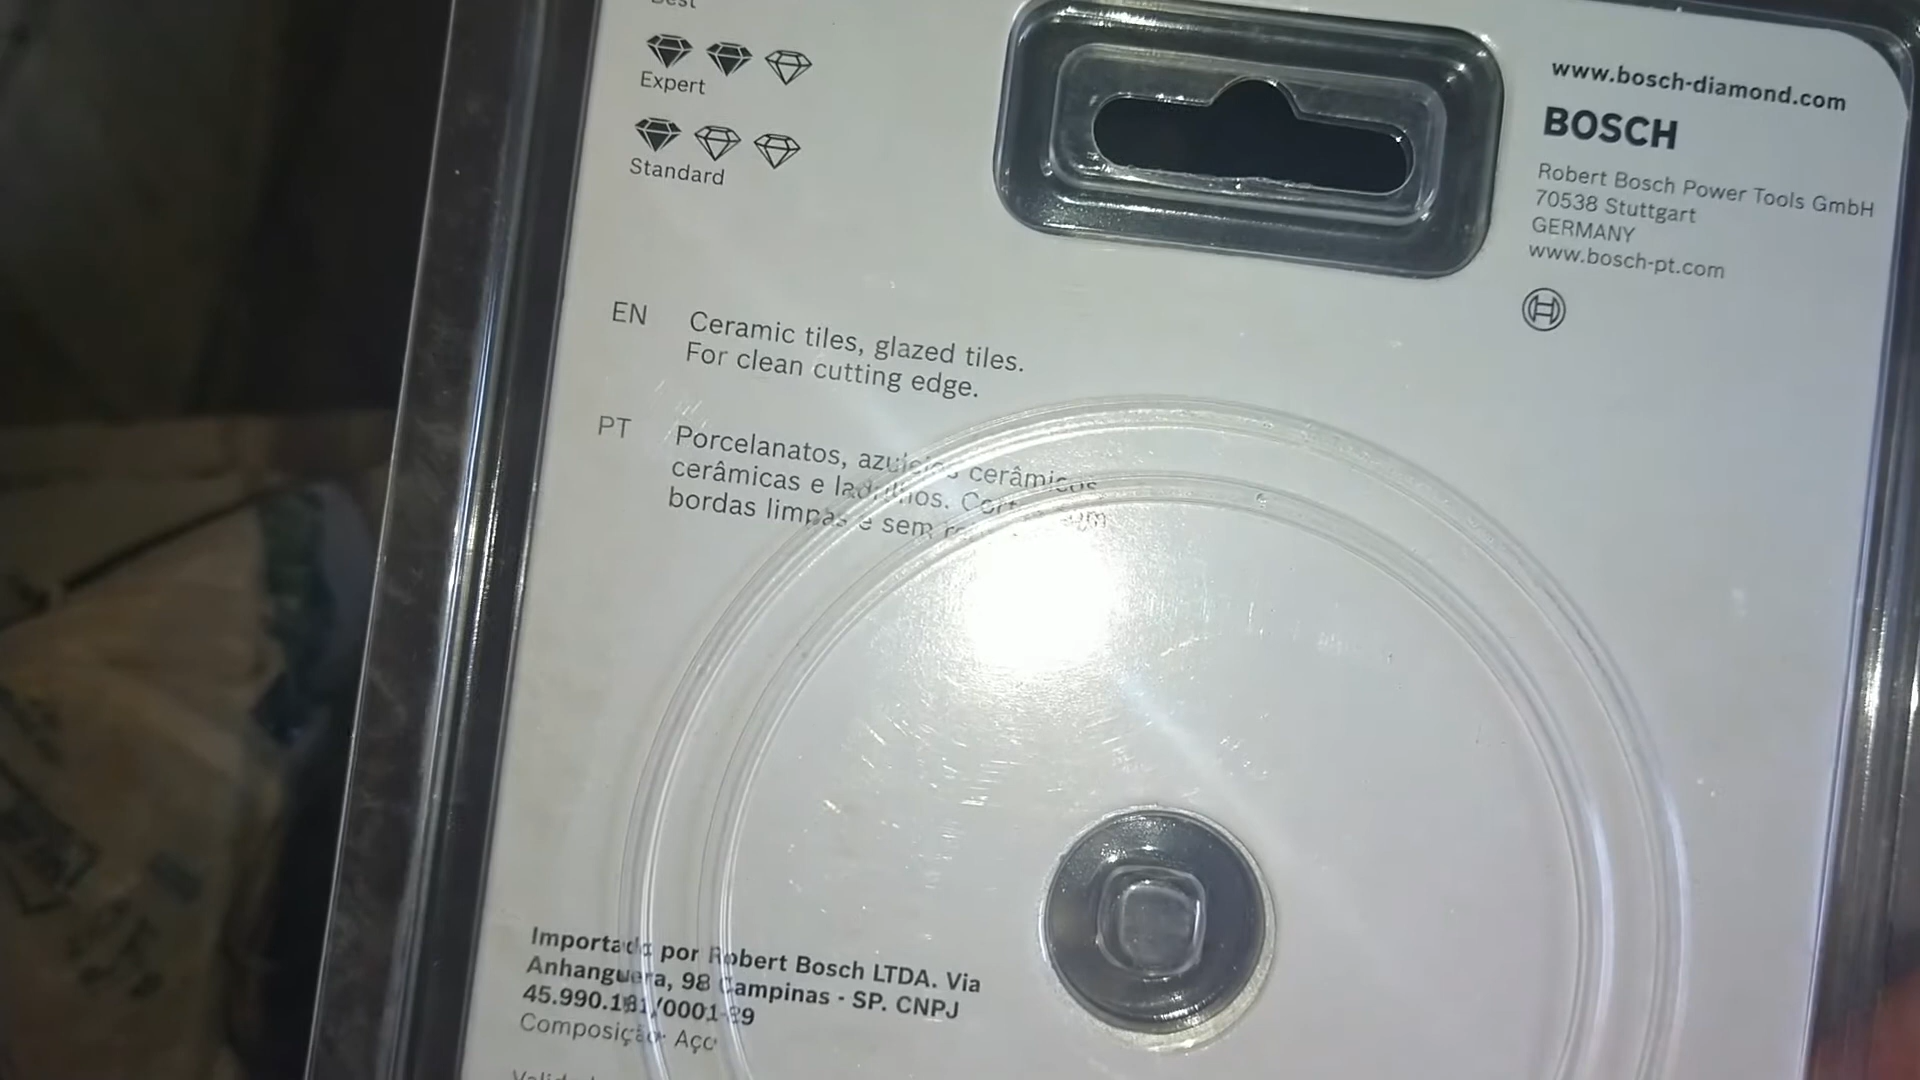 Best
Expert
Standard
www.bosch-diamond.com
BOSCH
Robert Bosch Power Tools GmbH
70538 Stuttgart
GERMANY
www.bosch-pt.com
EN Ceramic tiles, glazed tiles.
For clean cutting edge.
PT Porcelanatos, azulejos cerâmicos
cerâmicas e ladrilhos. Corte com
bordas limpas e sem
Importado por Robert Bosch LTDA. Via
Anhanguera, 98 Campinas - SP. CNPJ
45.990.181/0001-89
Composição: Aço